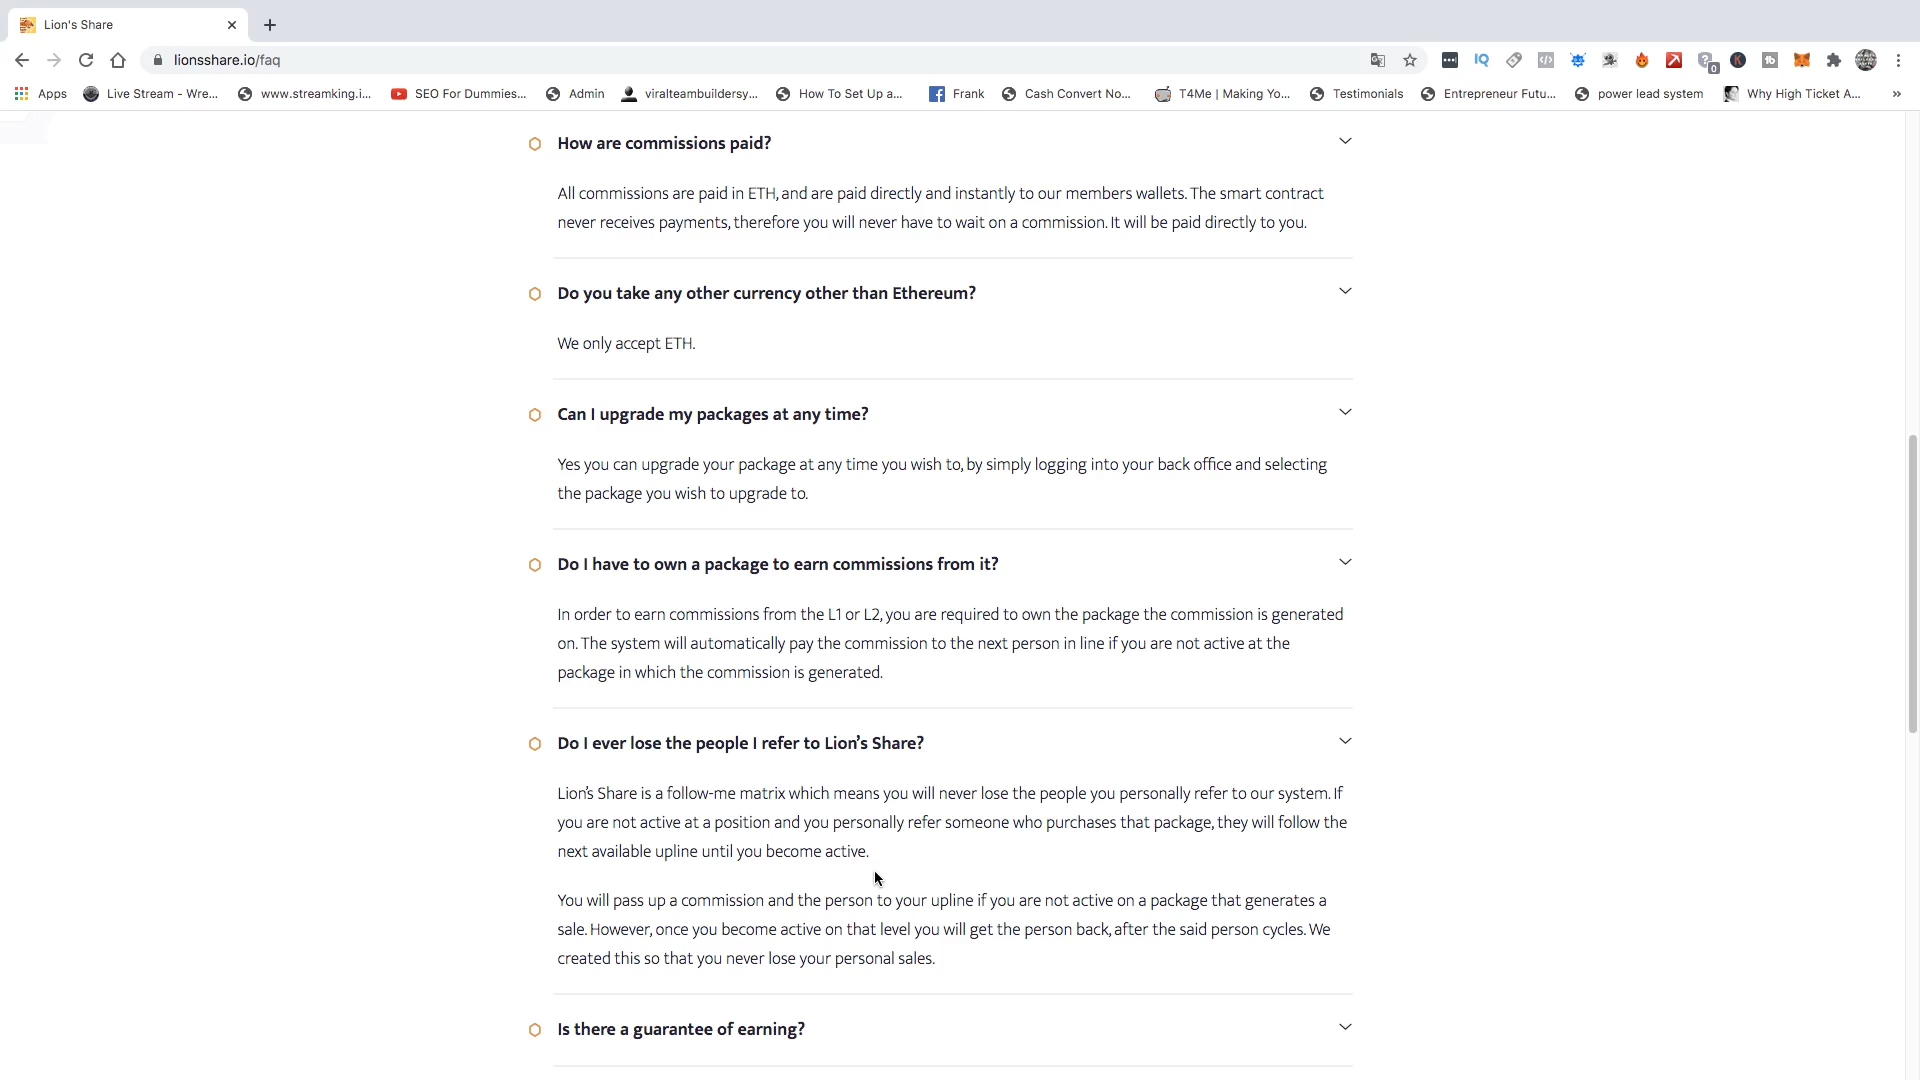 Lion's Share
lionsshare.io/faq
IQ
0
K
tb
Apps
Live Stream - Wre...
www.streamking.i...
SEO For Dummies...
Admin
viralteambuildersy...
How To Set Up a...
Frank
Cash Convert No...
T4Me | Making Yo...
Testimonials
Entrepreneur Futu...
power lead system
Why High Ticket A...
»
How are commissions paid?
All commissions are paid in ETH, and are paid directly and instantly to our members wallets. The smart contract
never receives payments, therefore you will never have to wait on a commission. It will be paid directly to you.
Do you take any other currency other than Ethereum?
We only accept ETH.
Can I upgrade my packages at any time?
Yes you can upgrade your package at any time you wish to, by simply logging into your back office and selecting
the package you wish to upgrade to.
Do I have to own a package to earn commissions from it?
In order to earn commissions from the L1 or L2, you are required to own the package the commission is generated
on. The system will automatically pay the commission to the next person in line if you are not active at the
package in which the commission is generated.
Do I ever lose the people I refer to Lion’s Share?
Lion’s Share is a follow-me matrix which means you will never lose the people you personally refer to our system. If
you are not active at a position and you personally refer someone who purchases that package, they will follow the
next available upline until you become active.
You will pass up a commission and the person to your upline if you are not active on a package that generates a
sale. However, once you become active on that level you will get the person back, after the said person cycles. We
created this so that you never lose your personal sales.
Is there a guarantee of earning?